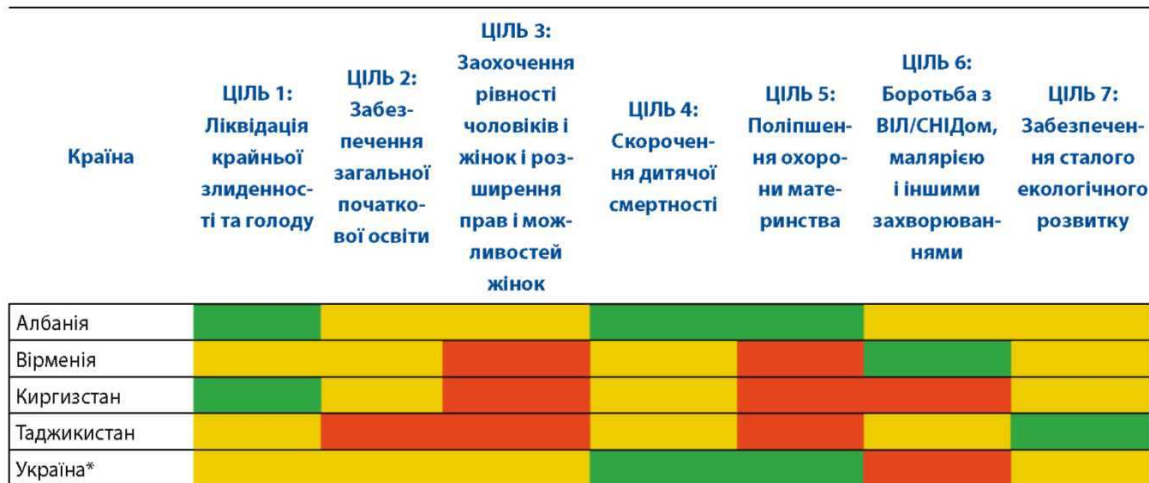 Країна
ЦІЛЬ 1:
Ліквідація
крайньої
злиденнос-
ті та голоду
ЦІЛЬ 2:
Забез-
печення
загальної
початко-
вої освіти
ЦІЛЬ 3:
Заохочення
рівності
чоловіків і
жінок і роз-
ширення
прав і мож-
ливостей
жінок
ЦІЛЬ 4:
Скорочен-
ня дитячої
смертності
ЦІЛЬ 5:
Поліпшен-
ня охоро-
ни мате-
ринства
ЦІЛЬ 6:
Боротьба з
ВІЛ/СНІДом,
малярією
і іншими
захворюван-
нями
ЦІЛЬ 7:
Забезпечен-
ня сталого
екологічного
розвитку
Албанія
Вірменія
Киргизстан
Таджикистан
Україна*